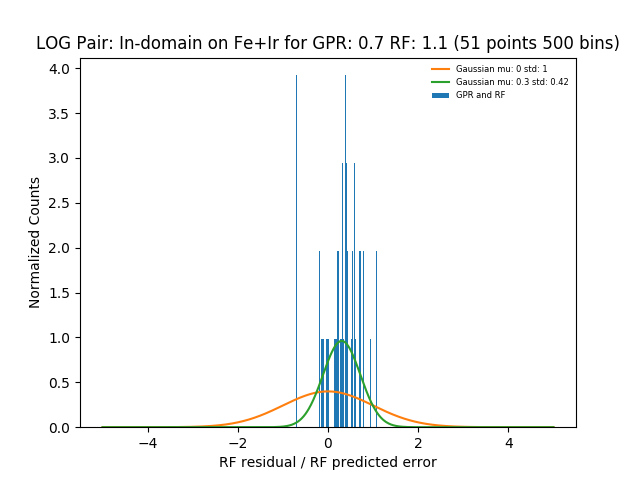 LOG Pair: In-domain on Fe+Ir for GPR: 0.7 RF: 1.1 (51 points 500 bins)
Gaussian mu: 0 std: 1
Gaussian mu: 0.3 std: 0.42
GPR and RF
Normalized Counts
4.0
3.5
3.0
2.5
2.0
1.5
1.0
0.5
0.0
−4 −2 0 2 4
RF residual / RF predicted error